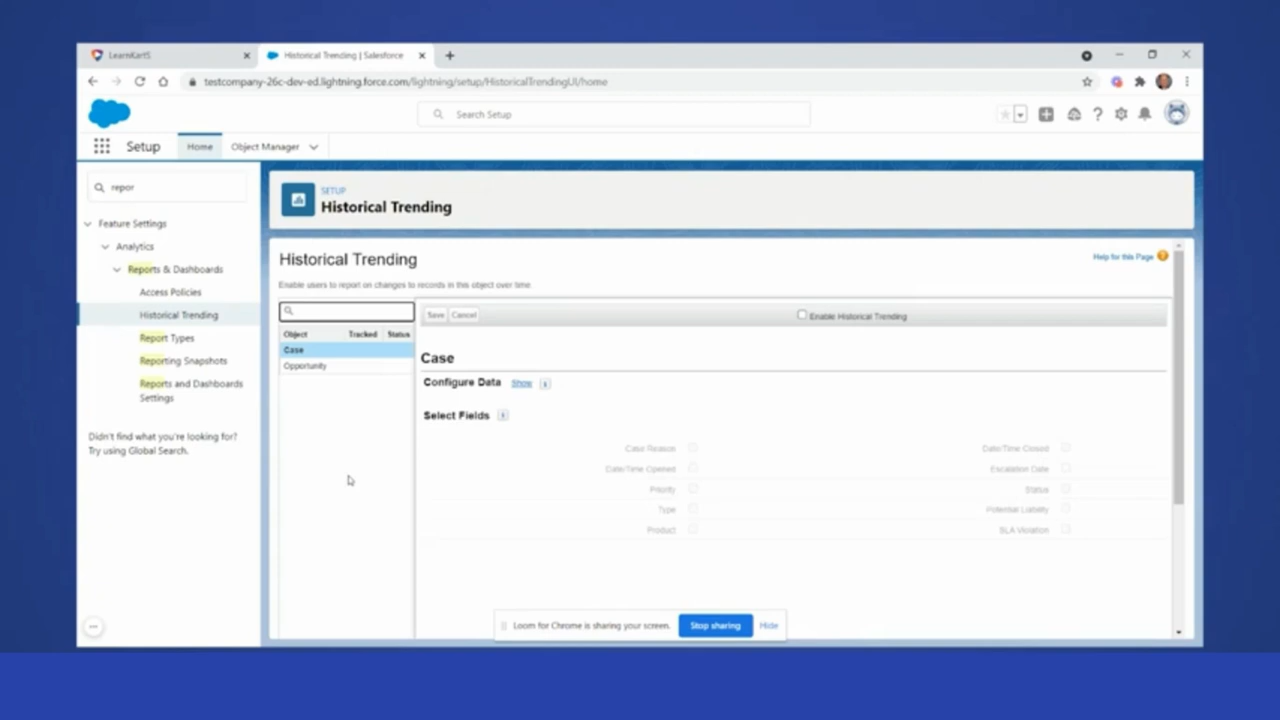 LearnKartS
Historical Trending | Salesforce
testcompany-26c-dev-ed.lightning.force.com/lightning/setup/HistoricalTrendingUI/home
Search Setup
Setup
Home
Object Manager
repor
Feature Settings
Analytics
Reports & Dashboards
Access Policies
Historical Trending
Report Types
Reporting Snapshots
Reports and Dashboards
Settings
Didn't find what you're looking for?
Try using Global Search.
SETUP
Historical Trending
Historical Trending
Help for this Page
Enable users to report on changes to records in this object over time.
Object Tracked Status
Case
Opportunity
Save Cancel
Enable Historical Trending
Case
Configure Data Show i
Select Fields i
Case Reason Date/Time Closed
Date/Time Opened Escalation Date
Priority Status
Type Potential Liability
Product SLA Violation
Loom for Chrome is sharing your screen. Stop sharing Hide